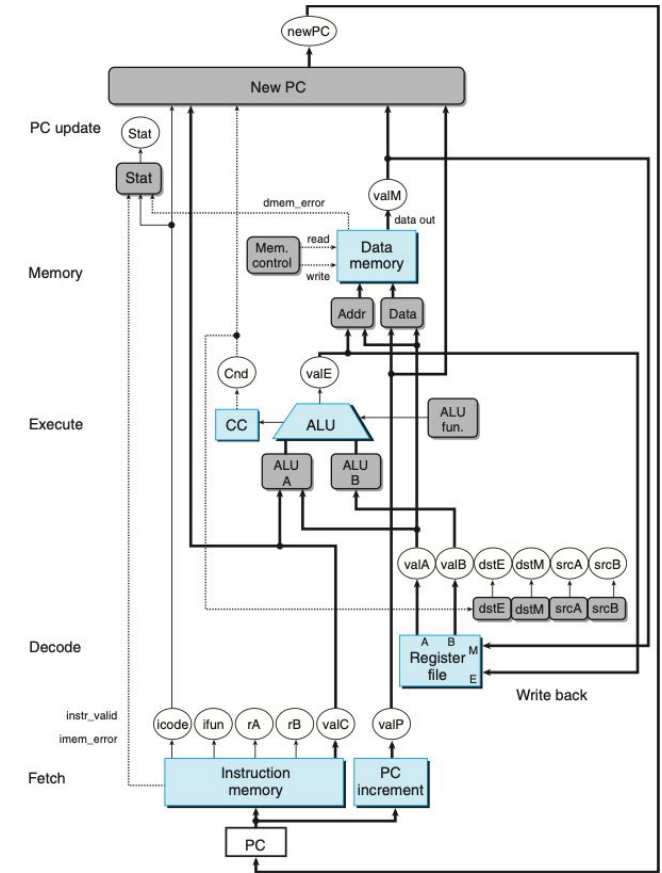 newPC
New PC
PC update
Stat
Stat
valM
dmem_error
data out
read
Mem.
control
Data
memory
write
Memory
Addr
Data
Cnd
valE
Execute
CC
ALU
ALU
fun.
ALU
A
ALU
B
valA
valB
dstE
dstM
srcA
srcB
dstE
dstM
srcA
srcB
Decode
A
B
M
Register
file
E
Write back
instr_valid
icode
ifun
rA
rB
valC
valP
imem_error
Fetch
Instruction
memory
PC
increment
PC